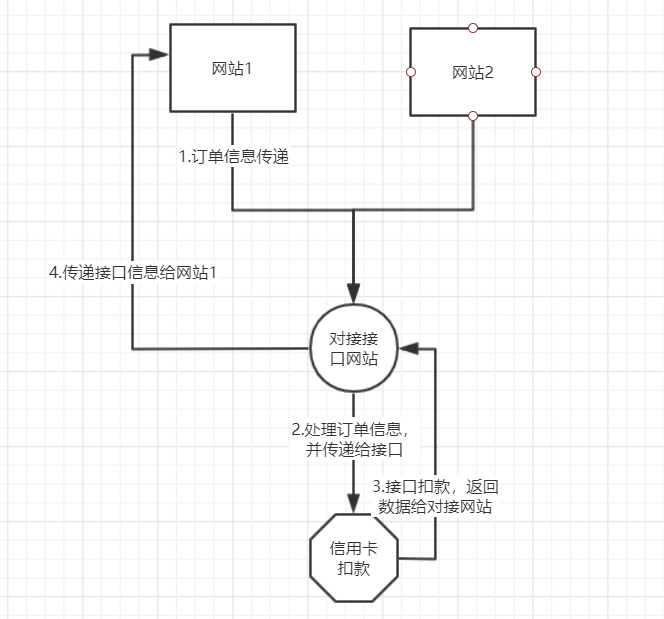 网站1
网站2
1.订单信息传递
4.传递接口信息给网站1
对接接
口网站
2.处理订单信息，
并传递给接口
3.接口扣款，返回
数据给对接网站
信用卡
扣款